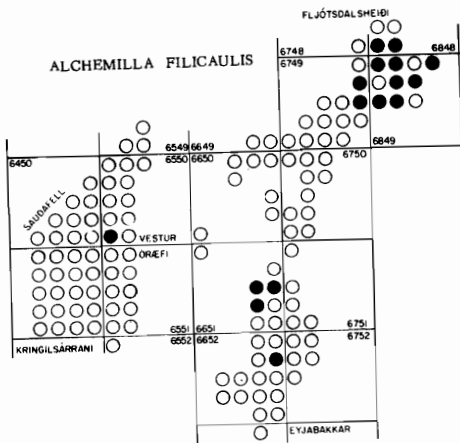 FLJÓTSDALSHEIÐI
ALCHEMILLA FILICAULIS
6748 6848
6749
6849
6549 6649
6450 6550 6650 6750
SAUÐAFELL
VESTUR
ÖRÆFI
6551 6651 6751
6552 6652 6752
KRINGILSÁRRANI
EYJABAKKAR